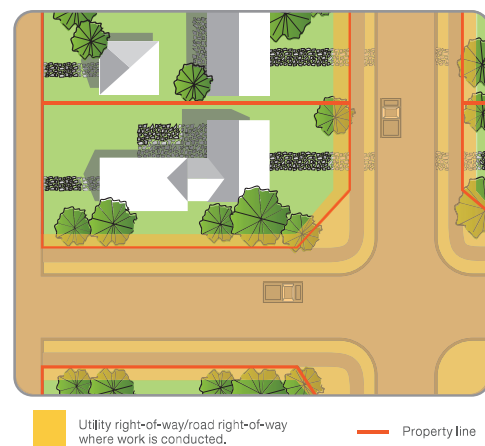 Utility right-of-way/road right-of-way
where work is conducted.
Property line